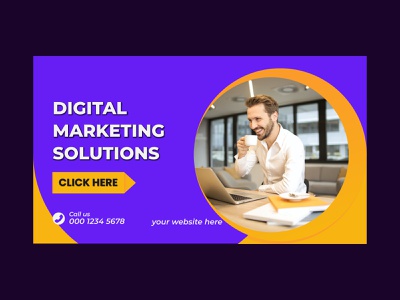 DIGITAL
MARKETING
SOLUTIONS
CLICK HERE
Call us
000 1234 5678
your website here